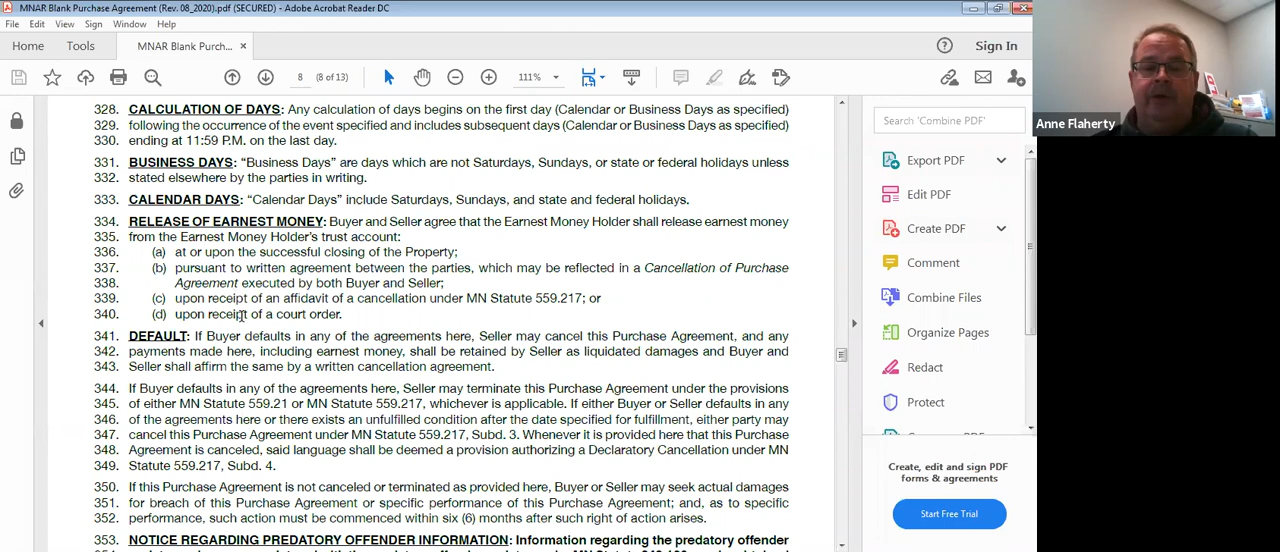 MNAR Blank Purchase Agreement (Rev. 08_2020).pdf (SECURED) - Adobe Acrobat Reader DC
File Edit View Sign Window Help
Home Tools MNAR Blank Purch... × Sign In
8 (8 of 13) 111%
328. CALCULATION OF DAYS: Any calculation of days begins on the first day (Calendar or Business Days as specified)
329. following the occurrence of the event specified and includes subsequent days (Calendar or Business Days as specified)
330. ending at 11:59 P.M. on the last day.
331. BUSINESS DAYS: “Business Days” are days which are not Saturdays, Sundays, or state or federal holidays unless
332. stated elsewhere by the parties in writing.
333. CALENDAR DAYS: “Calendar Days” include Saturdays, Sundays, and state and federal holidays.
334. RELEASE OF EARNEST MONEY: Buyer and Seller agree that the Earnest Money Holder shall release earnest money
335. from the Earnest Money Holder’s trust account:
336. (a) at or upon the successful closing of the Property;
337. (b) pursuant to written agreement between the parties, which may be reflected in a Cancellation of Purchase
338. Agreement executed by both Buyer and Seller;
339. (c) upon receipt of an affidavit of a cancellation under MN Statute 559.217; or
340. (d) upon receipt of a court order.
341. DEFAULT: If Buyer defaults in any of the agreements here, Seller may cancel this Purchase Agreement, and any
342. payments made here, including earnest money, shall be retained by Seller as liquidated damages and Buyer and
343. Seller shall affirm the same by a written cancellation agreement.
344. If Buyer defaults in any of the agreements here, Seller may terminate this Purchase Agreement under the provisions
345. of either MN Statute 559.21 or MN Statute 559.217, whichever is applicable. If either Buyer or Seller defaults in any
346. of the agreements here or there exists an unfulfilled condition after the date specified for fulfillment, either party may
347. cancel this Purchase Agreement under MN Statute 559.217, Subd. 3. Whenever it is provided here that this Purchase
348. Agreement is canceled, said language shall be deemed a provision authorizing a Declaratory Cancellation under MN
349. Statute 559.217, Subd. 4.
350. If this Purchase Agreement is not canceled or terminated as provided here, Buyer or Seller may seek actual damages
351. for breach of this Purchase Agreement or specific performance of this Purchase Agreement; and, as to specific
352. performance, such action must be commenced within six (6) months after such right of action arises.
353. NOTICE REGARDING PREDATORY OFFENDER INFORMATION: Information regarding the predatory offender
Search 'Combine PDF'
Export PDF
Edit PDF
Create PDF
Comment
Combine Files
Organize Pages
Redact
Protect
Create, edit and sign PDF
forms & agreements
Start Free Trial
Anne Flaherty